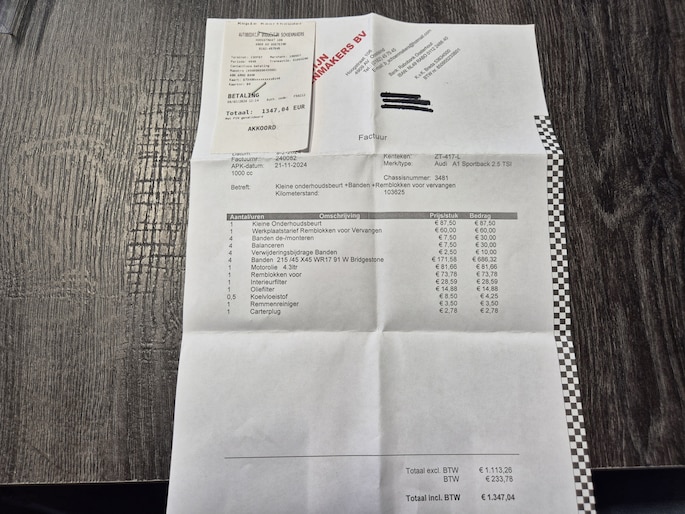 Kopie Kaarthouder
BETALING
Totaal: 1347,04 EUR
AKKOORD
Factuur
Factuurnr: 240082
APK-datum: 21-11-2024
1000 cc
Kenteken: ZT-417-L
Merk/type: Audi A1 Sportback 2.5 TSI
Chassisnummer: 3481
Betreft: Kleine onderhoudsbeurt +Banden +Remblokken voor vervangen
Kilometerstand: 103625
Aantal/uren Omschrijving Prijs/stuk Bedrag
1 Kleine Onderhoudsbeurt € 87,50 € 87,50
1 Werkplaatstarief Remblokken voor Vervangen € 60,00 € 60,00
4 Banden de-/monteren € 7,50 € 30,00
4 Balanceren € 7,50 € 30,00
4 Verwijderingsbijdrage Banden € 2,50 € 10,00
4 Banden 215 /45 X45 WR17 91 W Bridgestone € 171,58 € 686,32
1 Motorolie 4.3ltr € 81,66 € 81,66
1 Remblokken voor € 73,78 € 73,78
1 Interieurfilter € 28,59 € 28,59
1 Oliefilter € 14,88 € 14,88
0,5 Koelvloeistof € 8,50 € 4,25
1 Remmenreiniger € 3,50 € 3,50
1 Carterplug € 2,78 € 2,78
Totaal excl. BTW € 1.113,26
BTW € 233,78
Totaal incl. BTW € 1.347,04